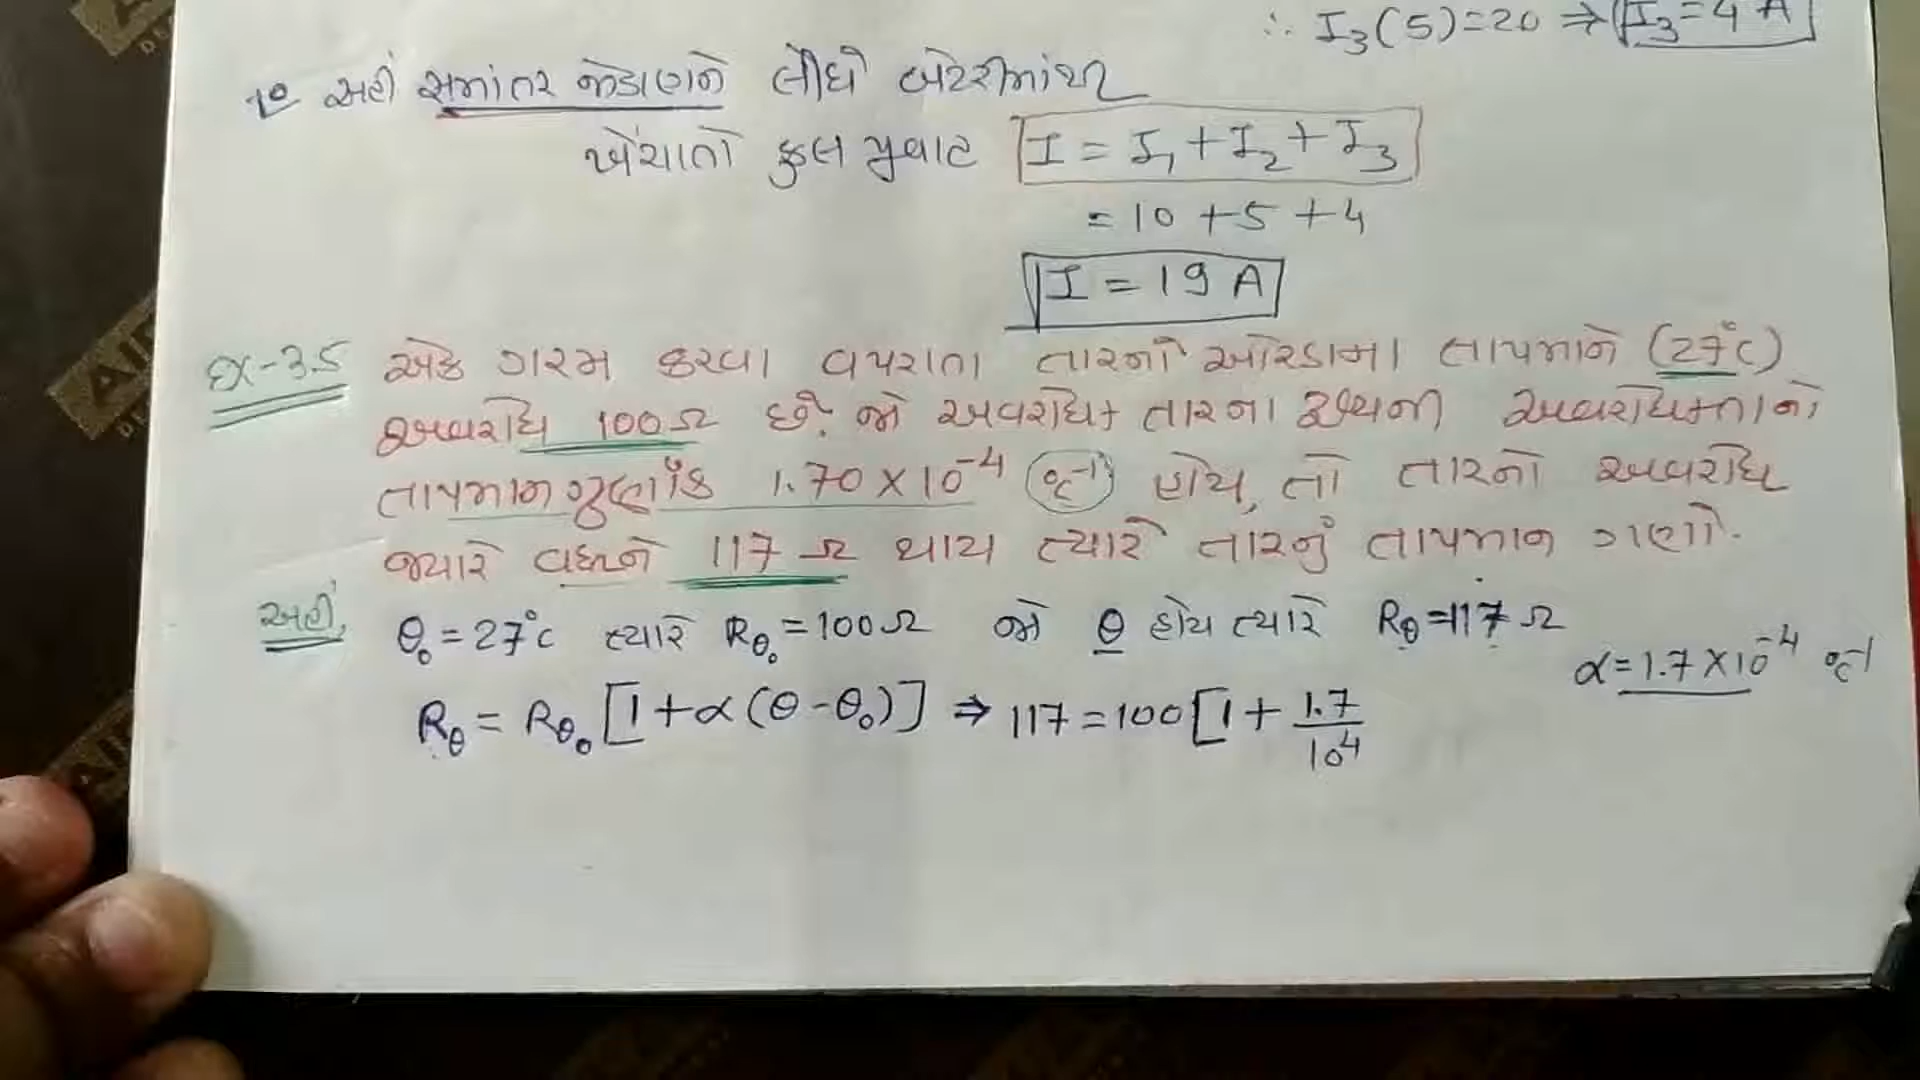 ∴ I₃(5)=20 ⇒ I₃=4 A
અહીં સમાંતર જોડાણને લીધે બેટરીમાંથી
ખેંચાતો કુલ પ્રવાહ I = I₁+I₂+I₃
= 10 +5 +4
I = 19 A
Ex-3.5 એક ગરમ કરવા વપરાતા તારનો ઓરડાના તાપમાને (27°C)
અવરોધ 100Ω છે. જો અવરોધક તારના દ્રવ્યની અવરોધકતાનો
તાપમાન ગુણાંક 1.70×10⁻⁴ °C⁻¹ હોય, તો તારનો અવરોધ
જ્યારે વધીને 117 Ω થાય ત્યારે તારનું તાપમાન ગણો.
અહીં, θ₀ = 27°C ત્યારે Rθ₀=100Ω જો θ હોય ત્યારે Rθ=117 Ω
α=1.7×10⁻⁴ °C⁻¹
Rθ = Rθ₀ [1+α(θ-θ₀)] ⇒ 117=100[1+ 1.7/10⁴